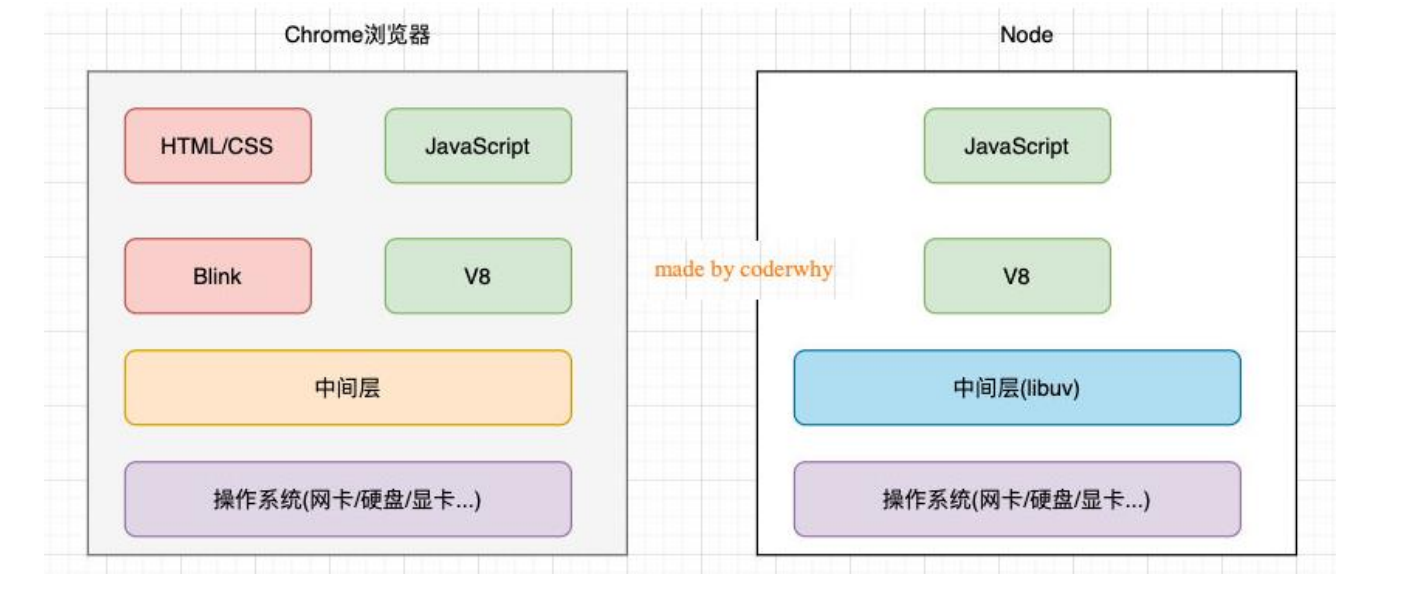 Chrome浏览器
Node
HTML/CSS
JavaScript
JavaScript
Blink
V8
made by coderwhy
V8
中间层
中间层(libuv)
操作系统(网卡/硬盘/显卡...)
操作系统(网卡/硬盘/显卡...)